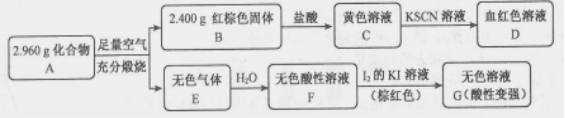 2.960 g 化合物
A
足量空气
充分煅烧
2.400 g 红棕色固体
B
盐酸
黄色溶液
C
KSCN 溶液
血红色溶液
D
无色气体
E
H₂O
无色酸性溶液
F
I₂的 KI 溶液
(棕红色)
无色溶液
G(酸性变强)